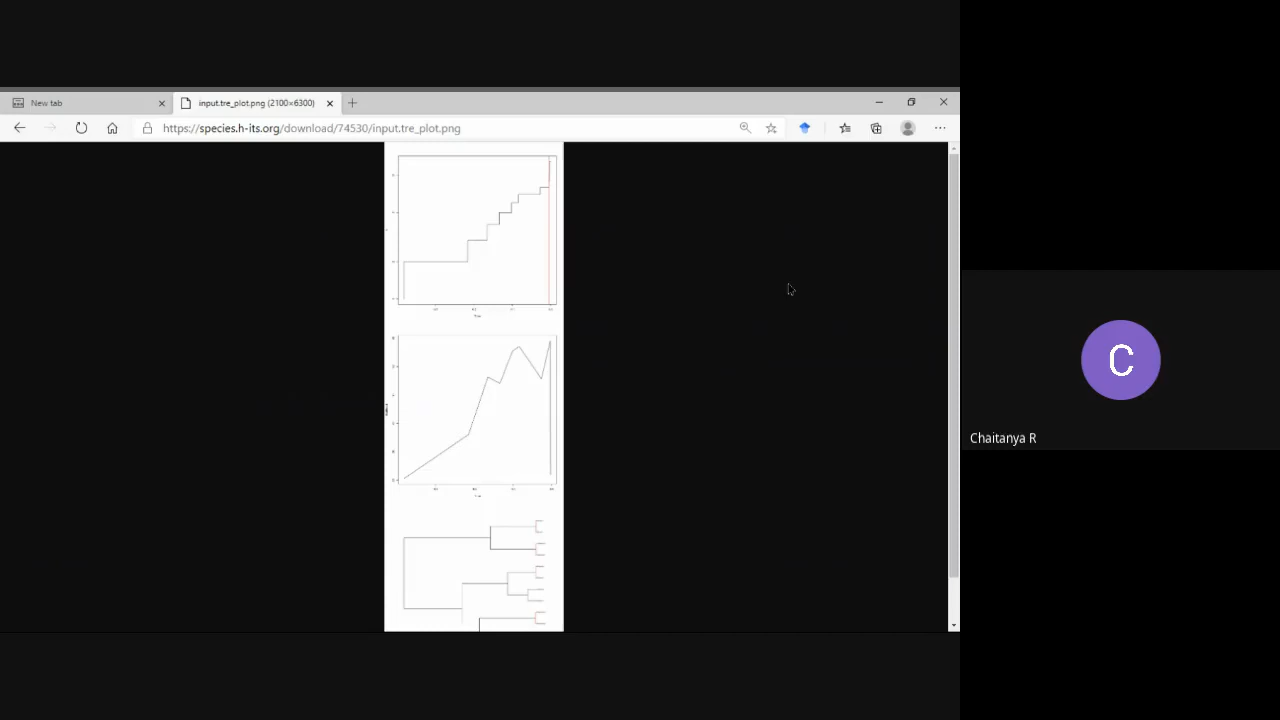 New tab
input.tre_plot.png (2100×6300)
https://species.h-its.org/download/74530/input.tre_plot.png
C
Chaitanya R